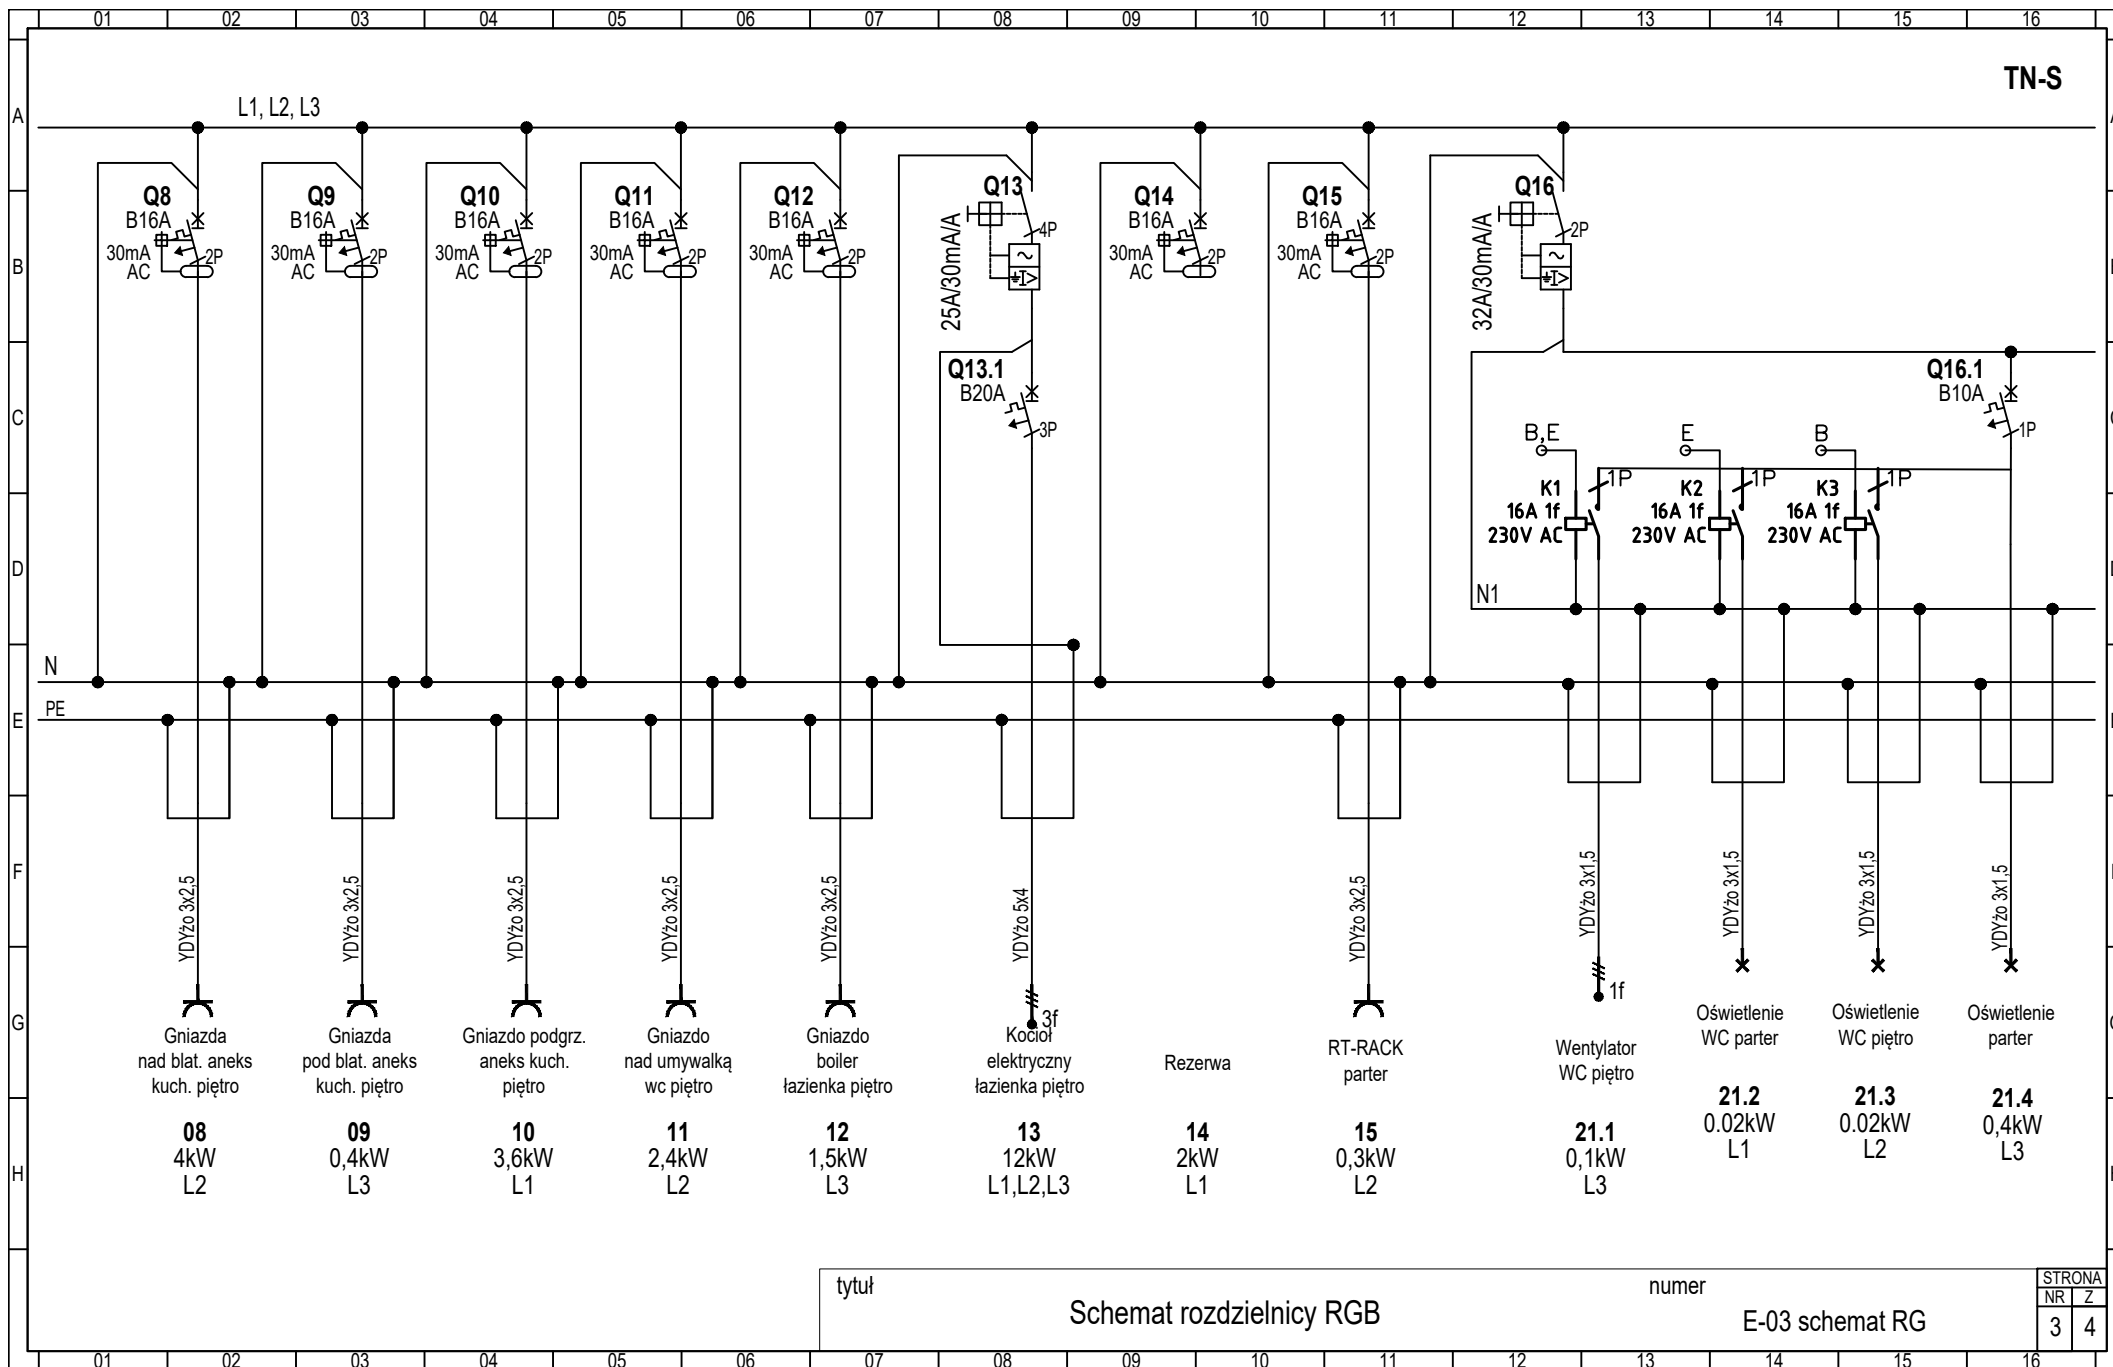 01 02 03 04 05 06 07 08 09 10 11 12 13 14 15 16
TN-S
A
L1, L2, L3
Q8
B16A
30mA
AC
2P
Q9
B16A
30mA
AC
2P
Q10
B16A
30mA
AC
2P
Q11
B16A
30mA
AC
2P
Q12
B16A
30mA
AC
2P
Q13
25A/30mA/A
4P
Q14
B16A
30mA
AC
2P
Q15
B16A
30mA
AC
2P
Q16
32A/30mA/A
2P
B
Q13.1
B20A
3P
Q16.1
B10A
1P
C
B,E
K1
16A 1f
230V AC
1P
E
K2
16A 1f
230V AC
1P
B
K3
16A 1f
230V AC
1P
D
N1
N
PE
E
F
YDYżo 3x2,5
YDYżo 3x2,5
YDYżo 3x2,5
YDYżo 3x2,5
YDYżo 3x2,5
YDYżo 5x4
YDYżo 3x2,5
YDYżo 3x1,5
YDYżo 3x1,5
YDYżo 3x1,5
YDYżo 3x1,5
G
3f
1f
Gniazda
nad blat. aneks
kuch. piętro
08
4kW
L2
Gniazda
pod blat. aneks
kuch. piętro
09
0,4kW
L3
Gniazdo podgrz.
aneks kuch.
piętro
10
3,6kW
L1
Gniazdo
nad umywalką
wc piętro
11
2,4kW
L2
Gniazdo
boiler
łazienka piętro
12
1,5kW
L3
Kocioł
elektryczny
łazienka piętro
13
12kW
L1,L2,L3
Rezerwa
14
2kW
L1
RT-RACK
parter
15
0,3kW
L2
Wentylator
WC piętro
21.1
0,1kW
L3
Oświetlenie
WC parter
21.2
0.02kW
L1
Oświetlenie
WC piętro
21.3
0.02kW
L2
Oświetlenie
parter
21.4
0,4kW
L3
H
tytuł
Schemat rozdzielnicy RGB
numer
E-03 schemat RG
STRONA
NR Z
3 4
01 02 03 04 05 06 07 08 09 10 11 12 13 14 15 16